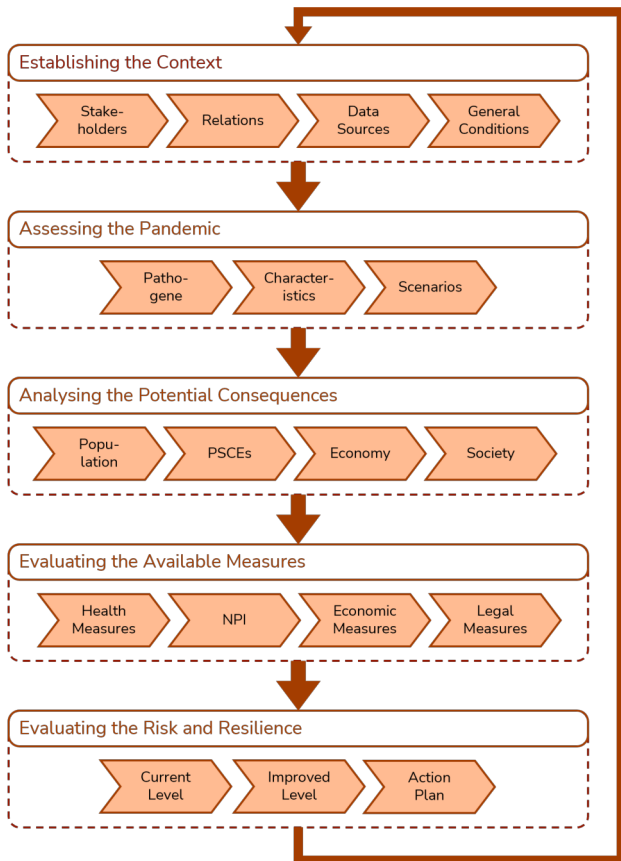 Establishing the Context
Stake-
holders
Relations
Data
Sources
General
Conditions
Assessing the Pandemic
Patho-
gene
Character-
istics
Scenarios
Analysing the Potential Consequences
Popu-
lation
PSCEs
Economy
Society
Evaluating the Available Measures
Health
Measures
NPI
Economic
Measures
Legal
Measures
Evaluating the Risk and Resilience
Current
Level
Improved
Level
Action
Plan